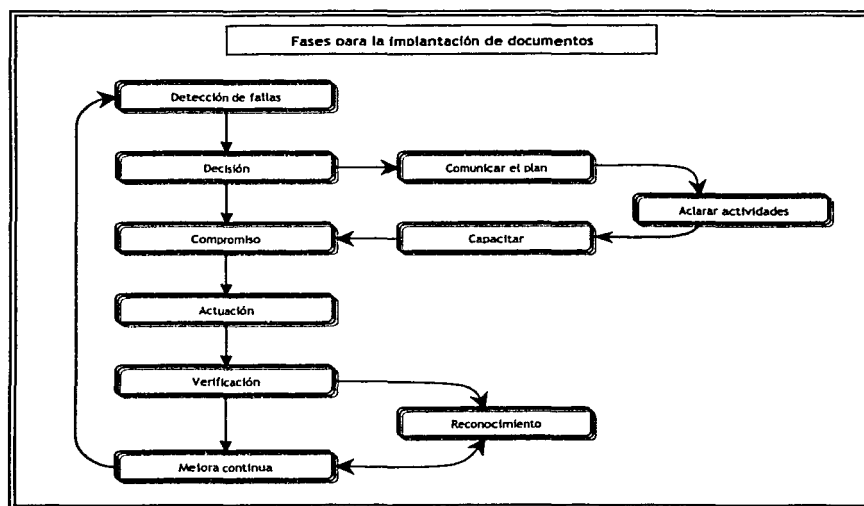 Fases para la implantación de documentos
Detección de fallas
Decisión
Comunicar el plan
Aclarar actividades
Compromiso
Capacitar
Actuación
Verificación
Reconocimiento
Mejora continua